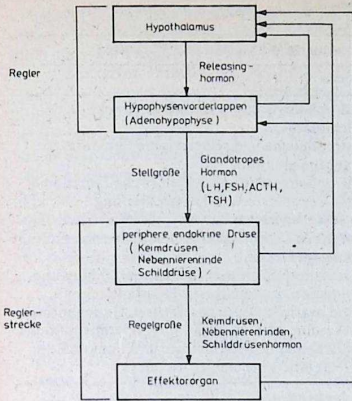 Hypothalamus
Regler
Releasing-
hormon
Hypophysenvorderlappen
(Adenohypophyse)
Stellgröße
Glandotropes
Hormon
(LH,FSH,ACTH,
TSH)
periphere endokrine Drüse
( Keimdrüsen
Nebennierenrinde
Schilddrüse )
Regler-
strecke
Regelgröße
Keimdrüsen,
Nebennierenrinden,
Schilddrüsenhormon
Effektororgan